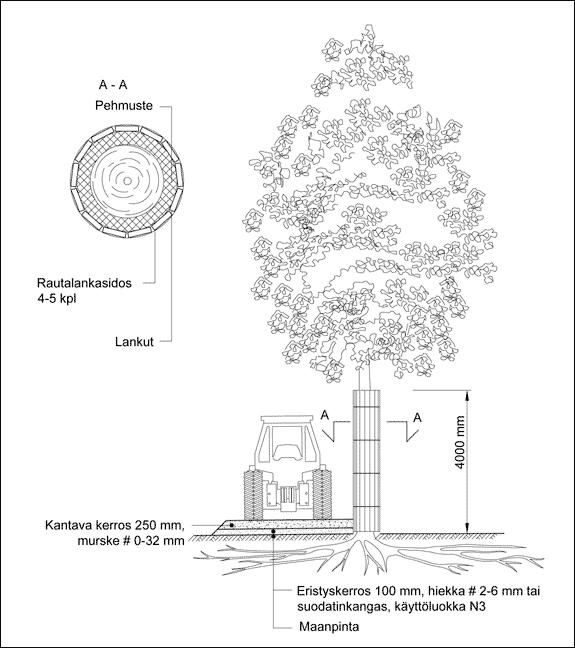 A - A
Pehmuste
Rautalankasidos
4-5 kpl
Lankut
A
A
4000 mm
Kantava kerros 250 mm,
murske # 0-32 mm
Eristyskerros 100 mm, hiekka # 2-6 mm tai
suodatinkangas, käyttöluokka N3
Maanpinta